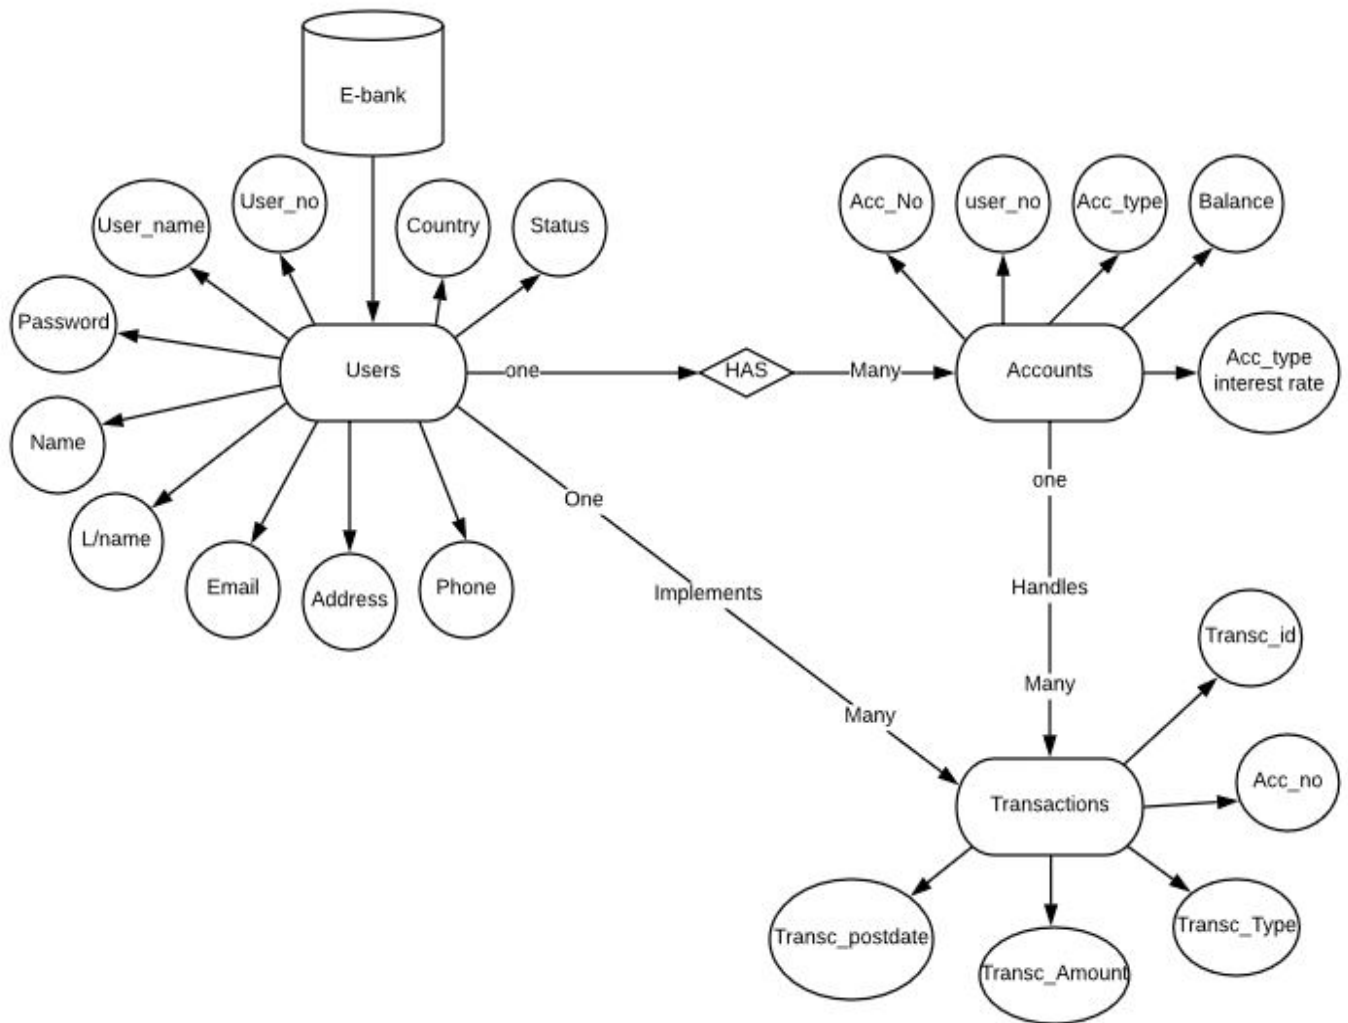 E-bank
User_name
User_no
Country
Status
Acc_No
user_no
Acc_type
Balance
Password
Users
one
HAS
Many
Accounts
Acc_type
interest rate
Name
L/name
Email
Address
Phone
One
Implements
Many
one
Handles
Many
Transc_id
Transactions
Acc_no
Transc_postdate
Transc_Amount
Transc_Type